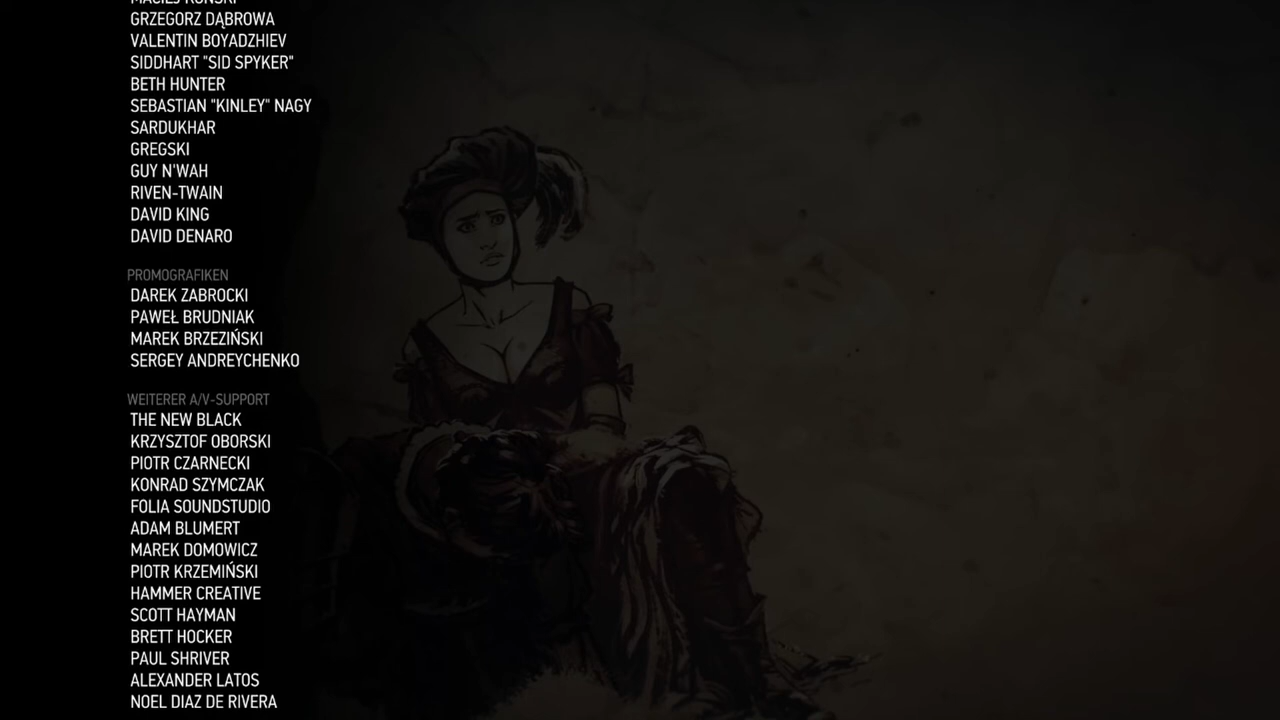 MACIEJ KOŃSKI
GRZEGORZ DĄBROWA
VALENTIN BOYADZHIEV
SIDDHART "SID SPYKER"
BETH HUNTER
SEBASTIAN "KINLEY" NAGY
SARDUKHAR
GREGSKI
GUY N'WAH
RIVEN-TWAIN
DAVID KING
DAVID DENARO
PROMOGRAFIKEN
DAREK ZABROCKI
PAWEŁ BRUDNIAK
MAREK BRZEZIŃSKI
SERGEY ANDREYCHENKO
WEITERER A/V-SUPPORT
THE NEW BLACK
KRZYSZTOF OBORSKI
PIOTR CZARNECKI
KONRAD SZYMCZAK
FOLIA SOUNDSTUDIO
ADAM BLUMERT
MAREK DOMOWICZ
PIOTR KRZEMIŃSKI
HAMMER CREATIVE
SCOTT HAYMAN
BRETT HOCKER
PAUL SHRIVER
ALEXANDER LATOS
NOEL DIAZ DE RIVERA